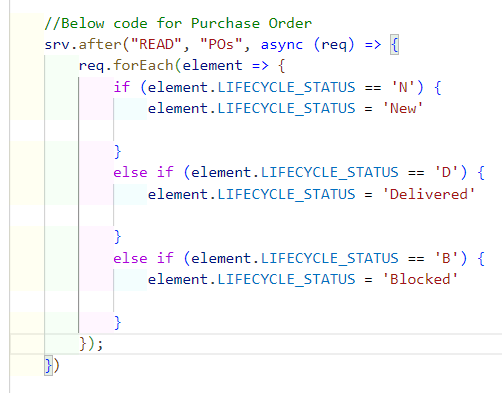 //Below code for Purchase Order
srv.after("READ", "POs", async (req) => {
req.forEach(element => {
if (element.LIFECYCLE_STATUS == 'N') {
element.LIFECYCLE_STATUS = 'New'
}
else if (element.LIFECYCLE_STATUS == 'D') {
element.LIFECYCLE_STATUS = 'Delivered'
}
else if (element.LIFECYCLE_STATUS == 'B') {
element.LIFECYCLE_STATUS = 'Blocked'
}
});
})